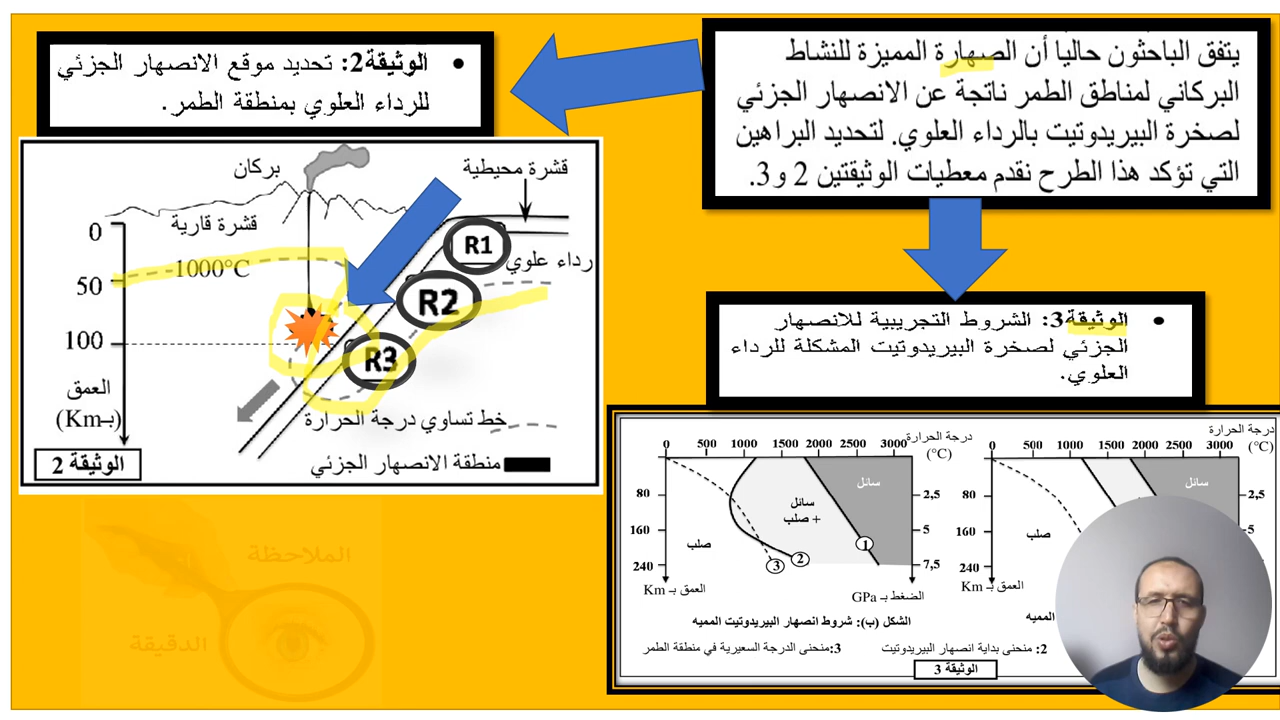 يتفق الباحثون حاليا أن الصهارة المميزة للنشاط
البركاني لمناطق الطمر ناتجة عن الانصهار الجزئي
لصخرة البيريدوتيت بالرداء العلوي. لتحديد البراهين
التي تؤكد هذا الطرح نقدم معطيات الوثيقتين 2 و3.
• الوثيقة2: تحديد موقع الانصهار الجزئي
للرداء العلوي بمنطقة الطمر.
بركان
قشرة محيطية
قشرة قارية
0
R1
رداء علوي
1000°C
50
R2
100
R3
العمق
(بـKm)
خط تساوي درجة الحرارة
منطقة الانصهار الجزئي
الوثيقة 2
• الوثيقة3: الشروط التجريبية للانصهار
الجزئي لصخرة البيريدوتيت المشكلة للرداء
العلوي.
درجة الحرارة
(°C)
0 500 1000 1500 2000 2500 3000
سائل
صلب
80
160
240
2,5
العمق بـ Km
المميه
درجة الحرارة
(°C)
0 500 1000 1500 2000 2500 3000
سائل
سائل
+ صلب
صلب
80
160
240
2,5
5
7,5
1
2
3
العمق بـ Km
الضغط بـ GPa
الشكل (ب): شروط انصهار البيريدوتيت المميه
2: منحنى بداية انصهار البيريدوتيت
3:منحنى الدرجة السعيرية في منطقة الطمر
الوثيقة 3
الملاحظة
الدقيقة